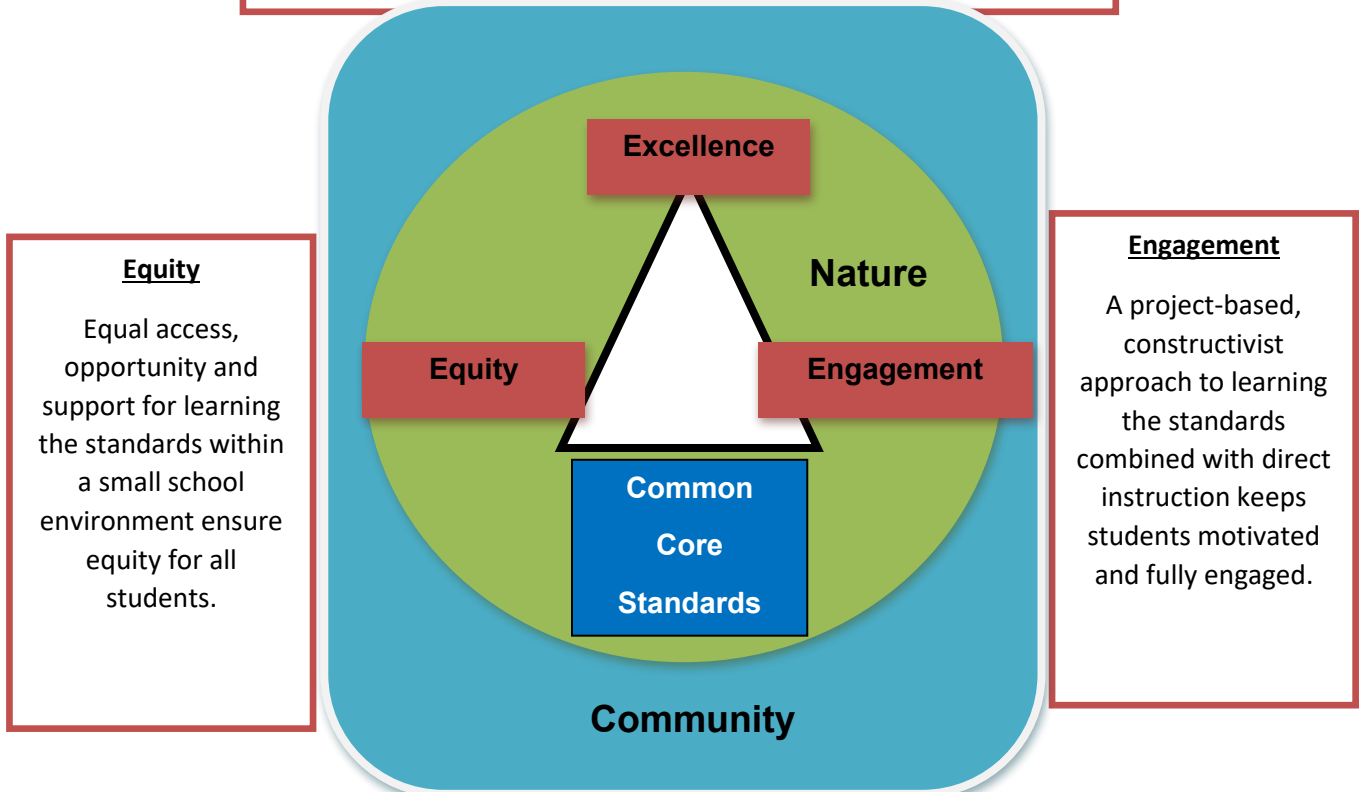 Excellence
Nature
Equity
Engagement
Common
Core
Standards
Community
Equity
Equal access,
opportunity and
support for learning
the standards within
a small school
environment ensure
equity for all
students.
Engagement
A project-based,
constructivist
approach to learning
the standards
combined with direct
instruction keeps
students motivated
and fully engaged.